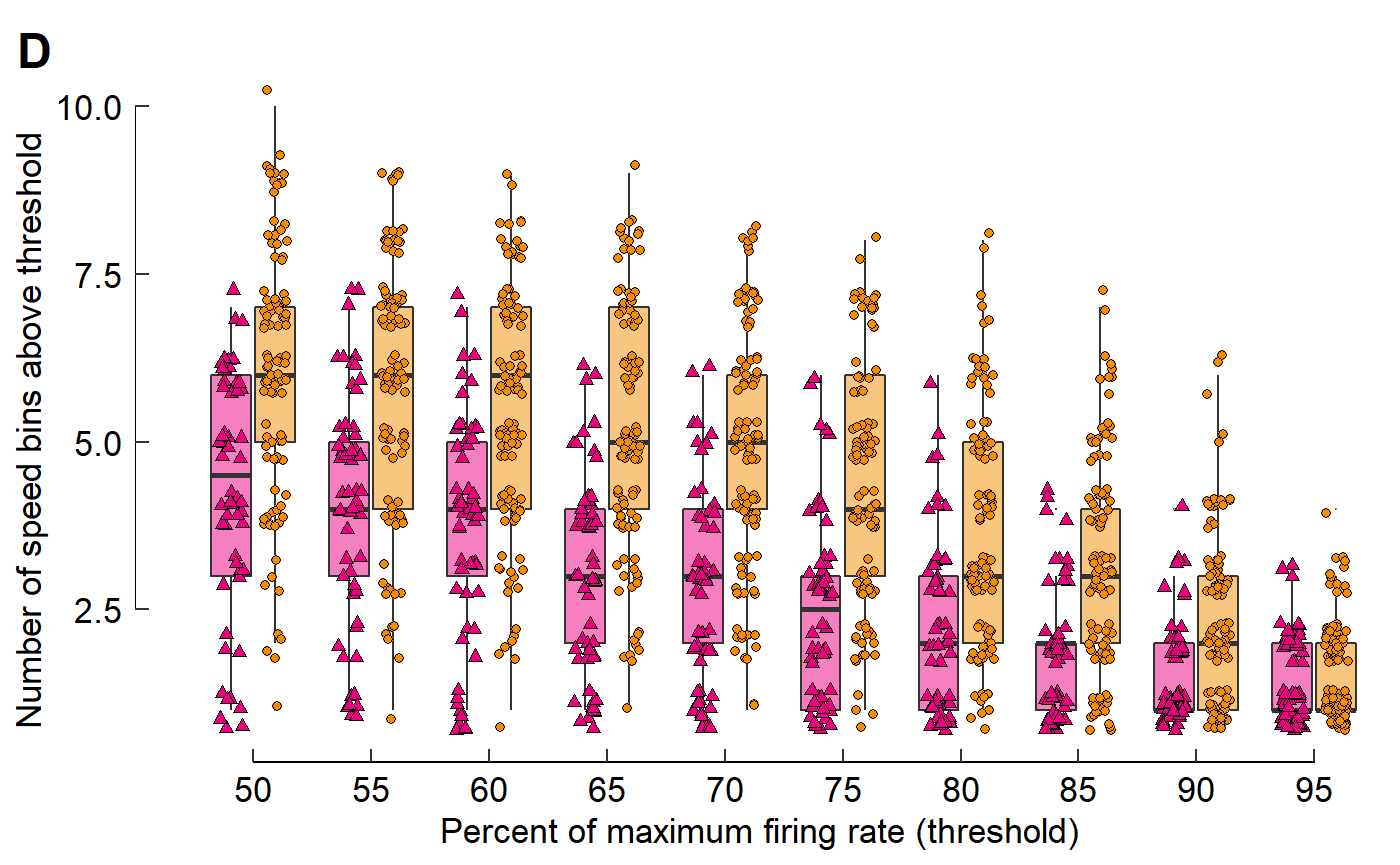 D
Number of speed bins above threshold
10.0
7.5
5.0
2.5
50 55 60 65 70 75 80 85 90 95
Percent of maximum firing rate (threshold)